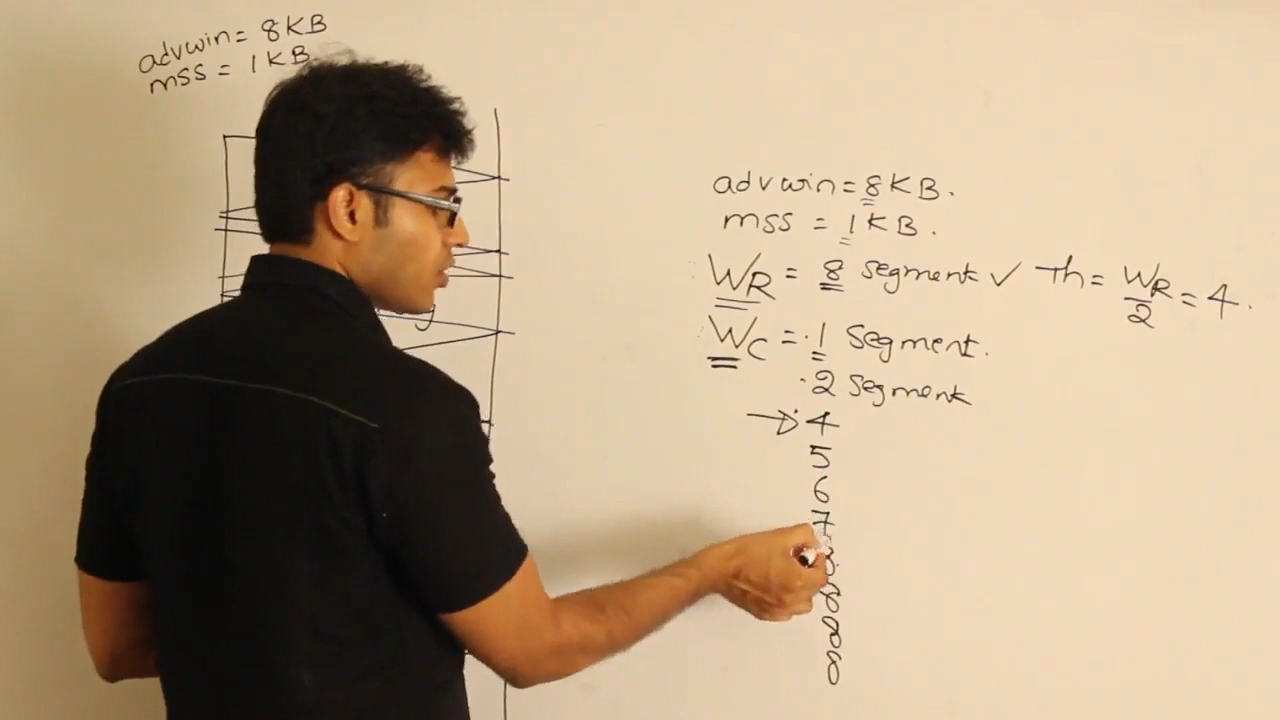 advwin = 8KB
mss = 1KB
advwin = 8KB.
mss = 1KB.
WR = 8 segment ✓ Th = WR/2 = 4.
WC = 1 segment.
2 segment
→ 4
5
6
7
8
8
8
8